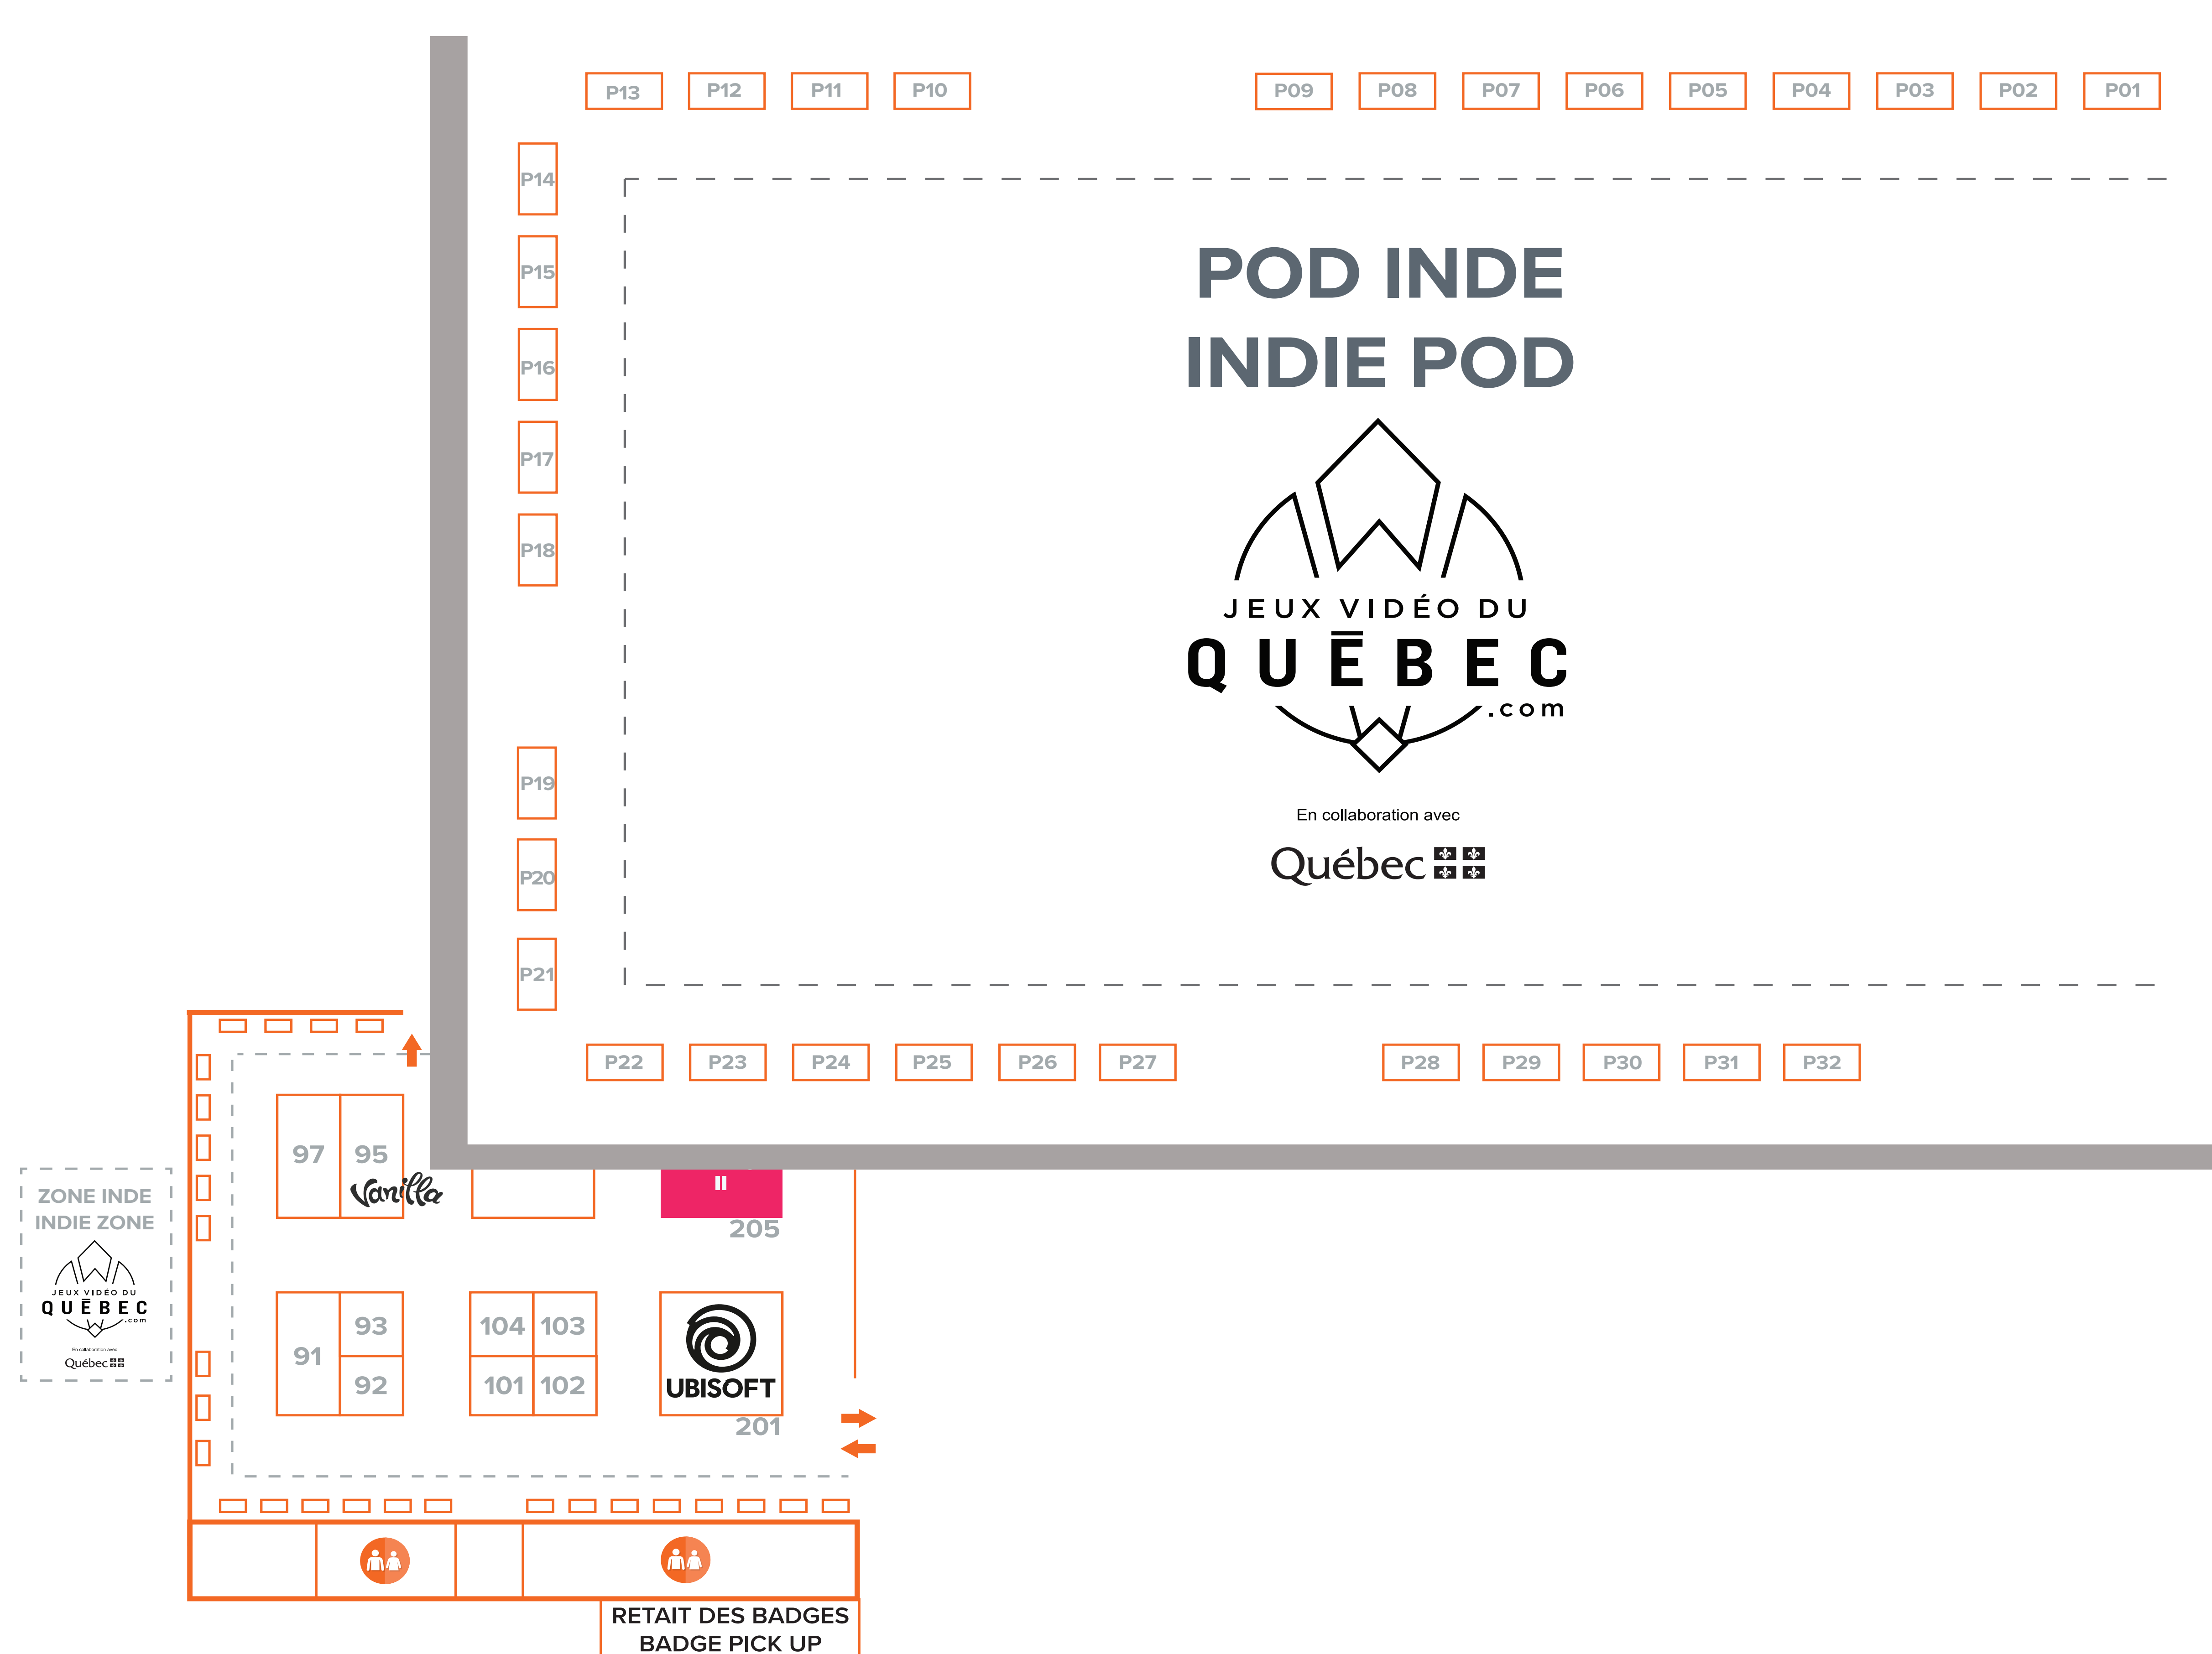 P13 P12 P11 P10 P09 P08 P07 P06 P05 P04 P03 P02 P01
P14
P15
P16
P17
P18
P19
P20
P21
POD INDE
INDIE POD
JEUX VIDÉO DU
QUĒBEC
.com
En collaboration avec
Québec
P22 P23 P24 P25 P26 P27 P28 P29 P30 P31 P32
97 95
Vanilla
205
ZONE INDE
INDIE ZONE
JEUX VIDÉO DU
QUĒBEC
.com
En collaboration avec
Québec
93 104 103
91
92 101 102
UBISOFT
201
RETAIT DES BADGES
BADGE PICK UP